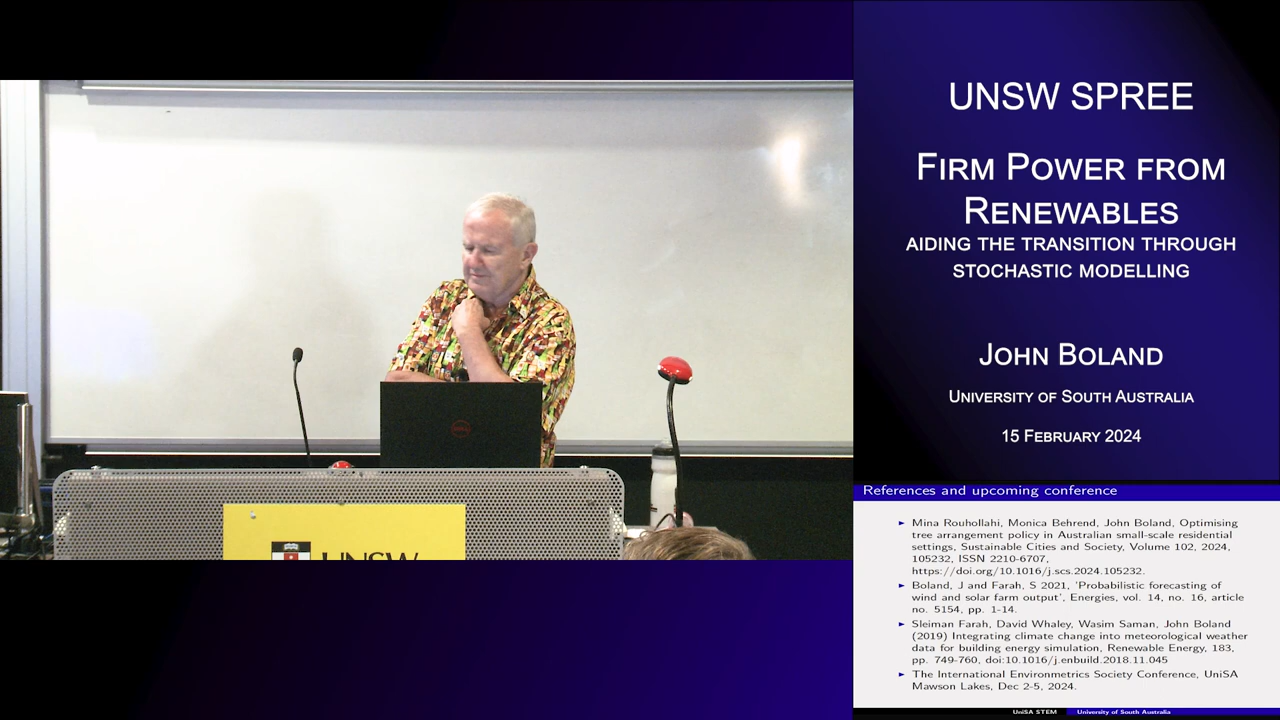 UNSW SPREE
FIRM POWER FROM
RENEWABLES
AIDING THE TRANSITION THROUGH
STOCHASTIC MODELLING
JOHN BOLAND
UNIVERSITY OF SOUTH AUSTRALIA
15 FEBRUARY 2024
References and upcoming conference
► Mina Rouhollahi, Monica Behrend, John Boland, Optimising
tree arrangement policy in Australian small-scale residential
settings, Sustainable Cities and Society, Volume 102, 2024,
105232, ISSN 2210-6707,
https://doi.org/10.1016/j.scs.2024.105232.
► Boland, J and Farah, S 2021, 'Probabilistic forecasting of
wind and solar farm output', Energies, vol. 14, no. 16, article
no. 5154, pp. 1-14.
► Sleiman Farah, David Whaley, Wasim Saman, John Boland
(2019) Integrating climate change into meteorological weather
data for building energy simulation, Renewable Energy, 183,
pp. 749-760, doi:10.1016/j.enbuild.2018.11.045
► The International Environmetrics Society Conference, UniSA
Mawson Lakes, Dec 2-5, 2024.
UniSA STEM University of South Australia
DELL
UNSW